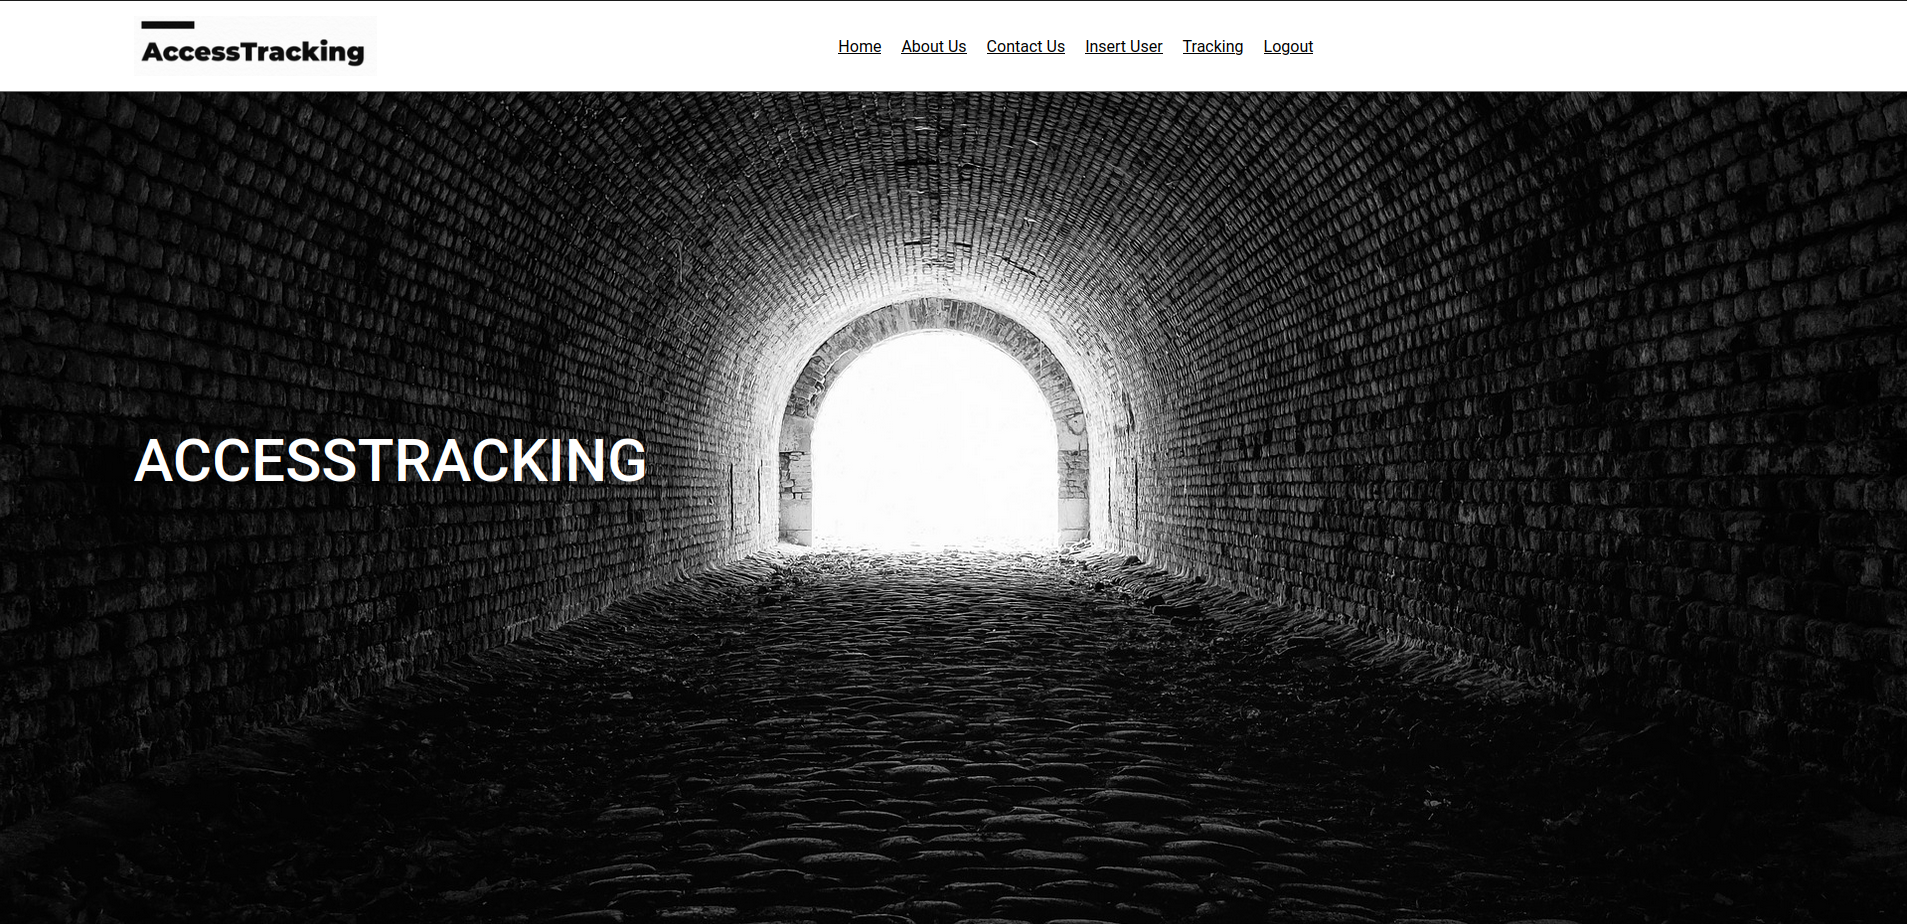 AccessTracking
Home About Us Contact Us Insert User Tracking Logout
ACCESSTRACKING